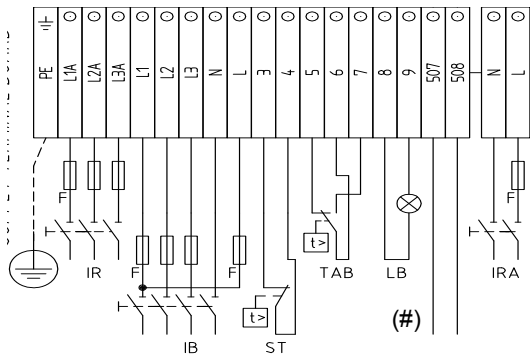 PE
L1A
L2A
L3A
L1
L2
L3
N
L
3
4
5
6
7
8
9
507
508
N
L
F
F
F
F
t>
t>
IR
TAB
LB
IRA
(#)
IB
ST